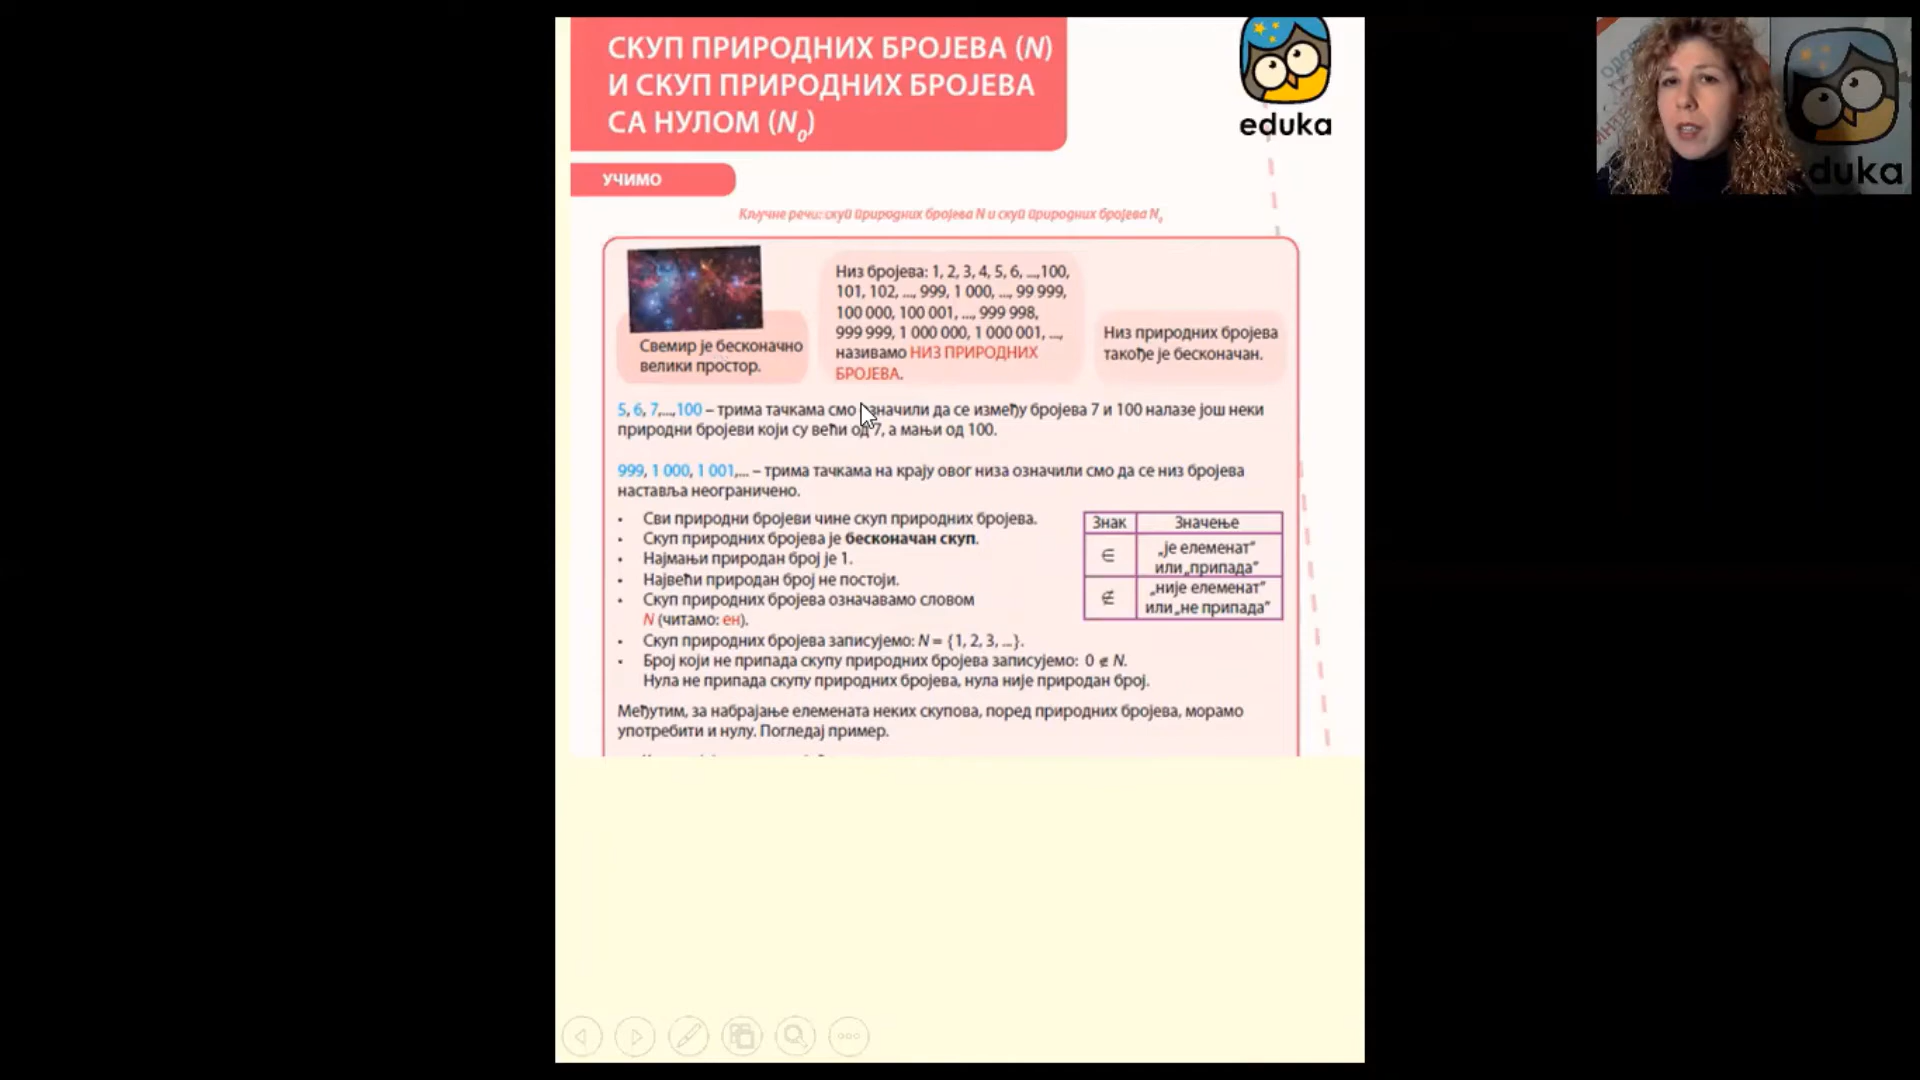 СКУП ПРИРОДНИХ БРОЈЕВА (N)
И СКУП ПРИРОДНИХ БРОЈЕВА
СА НУЛОМ (N₀)
eduka
УЧИМО
Кључне речи: скуп природних бројева N и скуп природних бројева N₀
Свемир је бесконачно
велики простор.
Низ бројева: 1, 2, 3, 4, 5, 6, ...,100,
101, 102, ..., 999, 1 000, ..., 99 999,
100 000, 100 001, ..., 999 998,
999 999, 1 000 000, 1 000 001, ...,
називамо НИЗ ПРИРОДНИХ
БРОЈЕВА.
Низ природних бројева
такође је бесконачан.
5, 6, 7,...,100 – трима тачкама смо означили да се између бројева 7 и 100 налазе још неки
природни бројеви који су већи од 7, а мањи од 100.
999, 1 000, 1 001,... – трима тачкама на крају овог низа означили смо да се низ бројева
наставља неограничено.
• Сви природни бројеви чине скуп природних бројева.
• Скуп природних бројева је бесконачан скуп.
• Најмањи природан број је 1.
• Највећи природан број не постоји.
• Скуп природних бројева означавамо словом
N (читамо: ен).
• Скуп природних бројева записујемо: N = {1, 2, 3, ...}.
• Број који не припада скупу природних бројева записујемо: 0 ∉ N.
Нула не припада скупу природних бројева, нула није природан број.
Знак Значење
∈ „је елеменат”
или „припада”
∉ „није елеменат”
или „не припада”
Међутим, за набрајање елемената неких скупова, поред природних бројева, морамо
употребити и нулу. Погледај пример.
duka